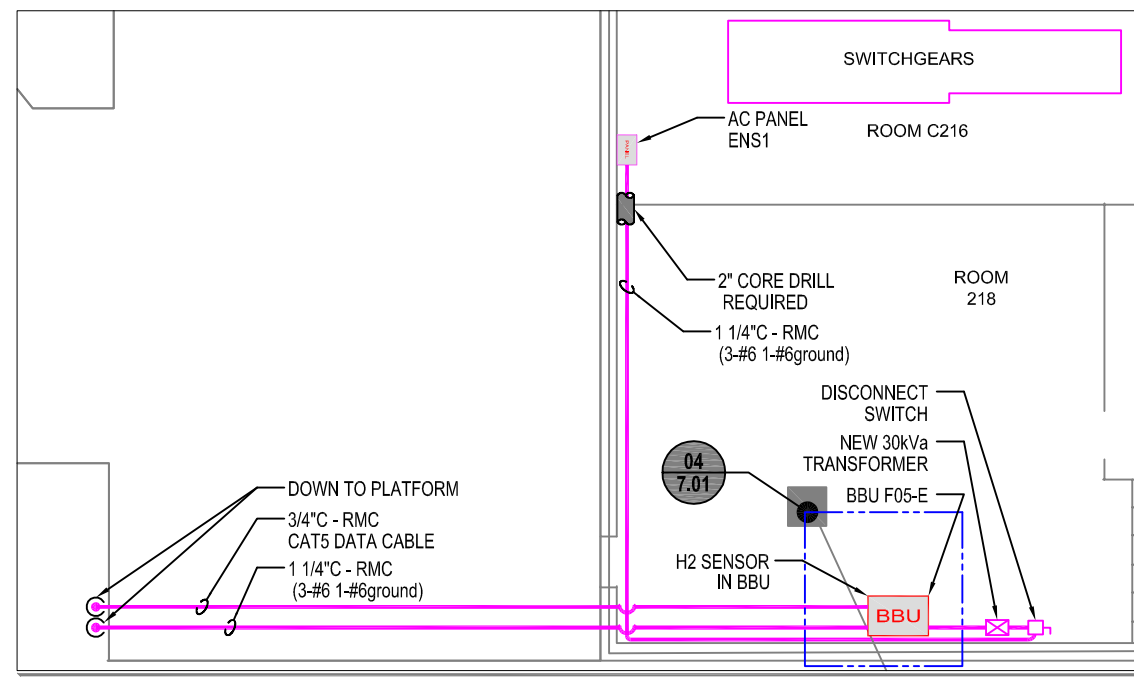 SWITCHGEARS
AC PANEL
ENS1
ROOM C216
2" CORE DRILL
REQUIRED
ROOM
218
1 1/4"C - RMC
(3-#6 1-#6ground)
DISCONNECT
SWITCH
NEW 30kVa
TRANSFORMER
04
7.01
BBU F05-E
DOWN TO PLATFORM
3/4"C - RMC
CAT5 DATA CABLE
1 1/4"C - RMC
(3-#6 1-#6ground)
H2 SENSOR
IN BBU
BBU